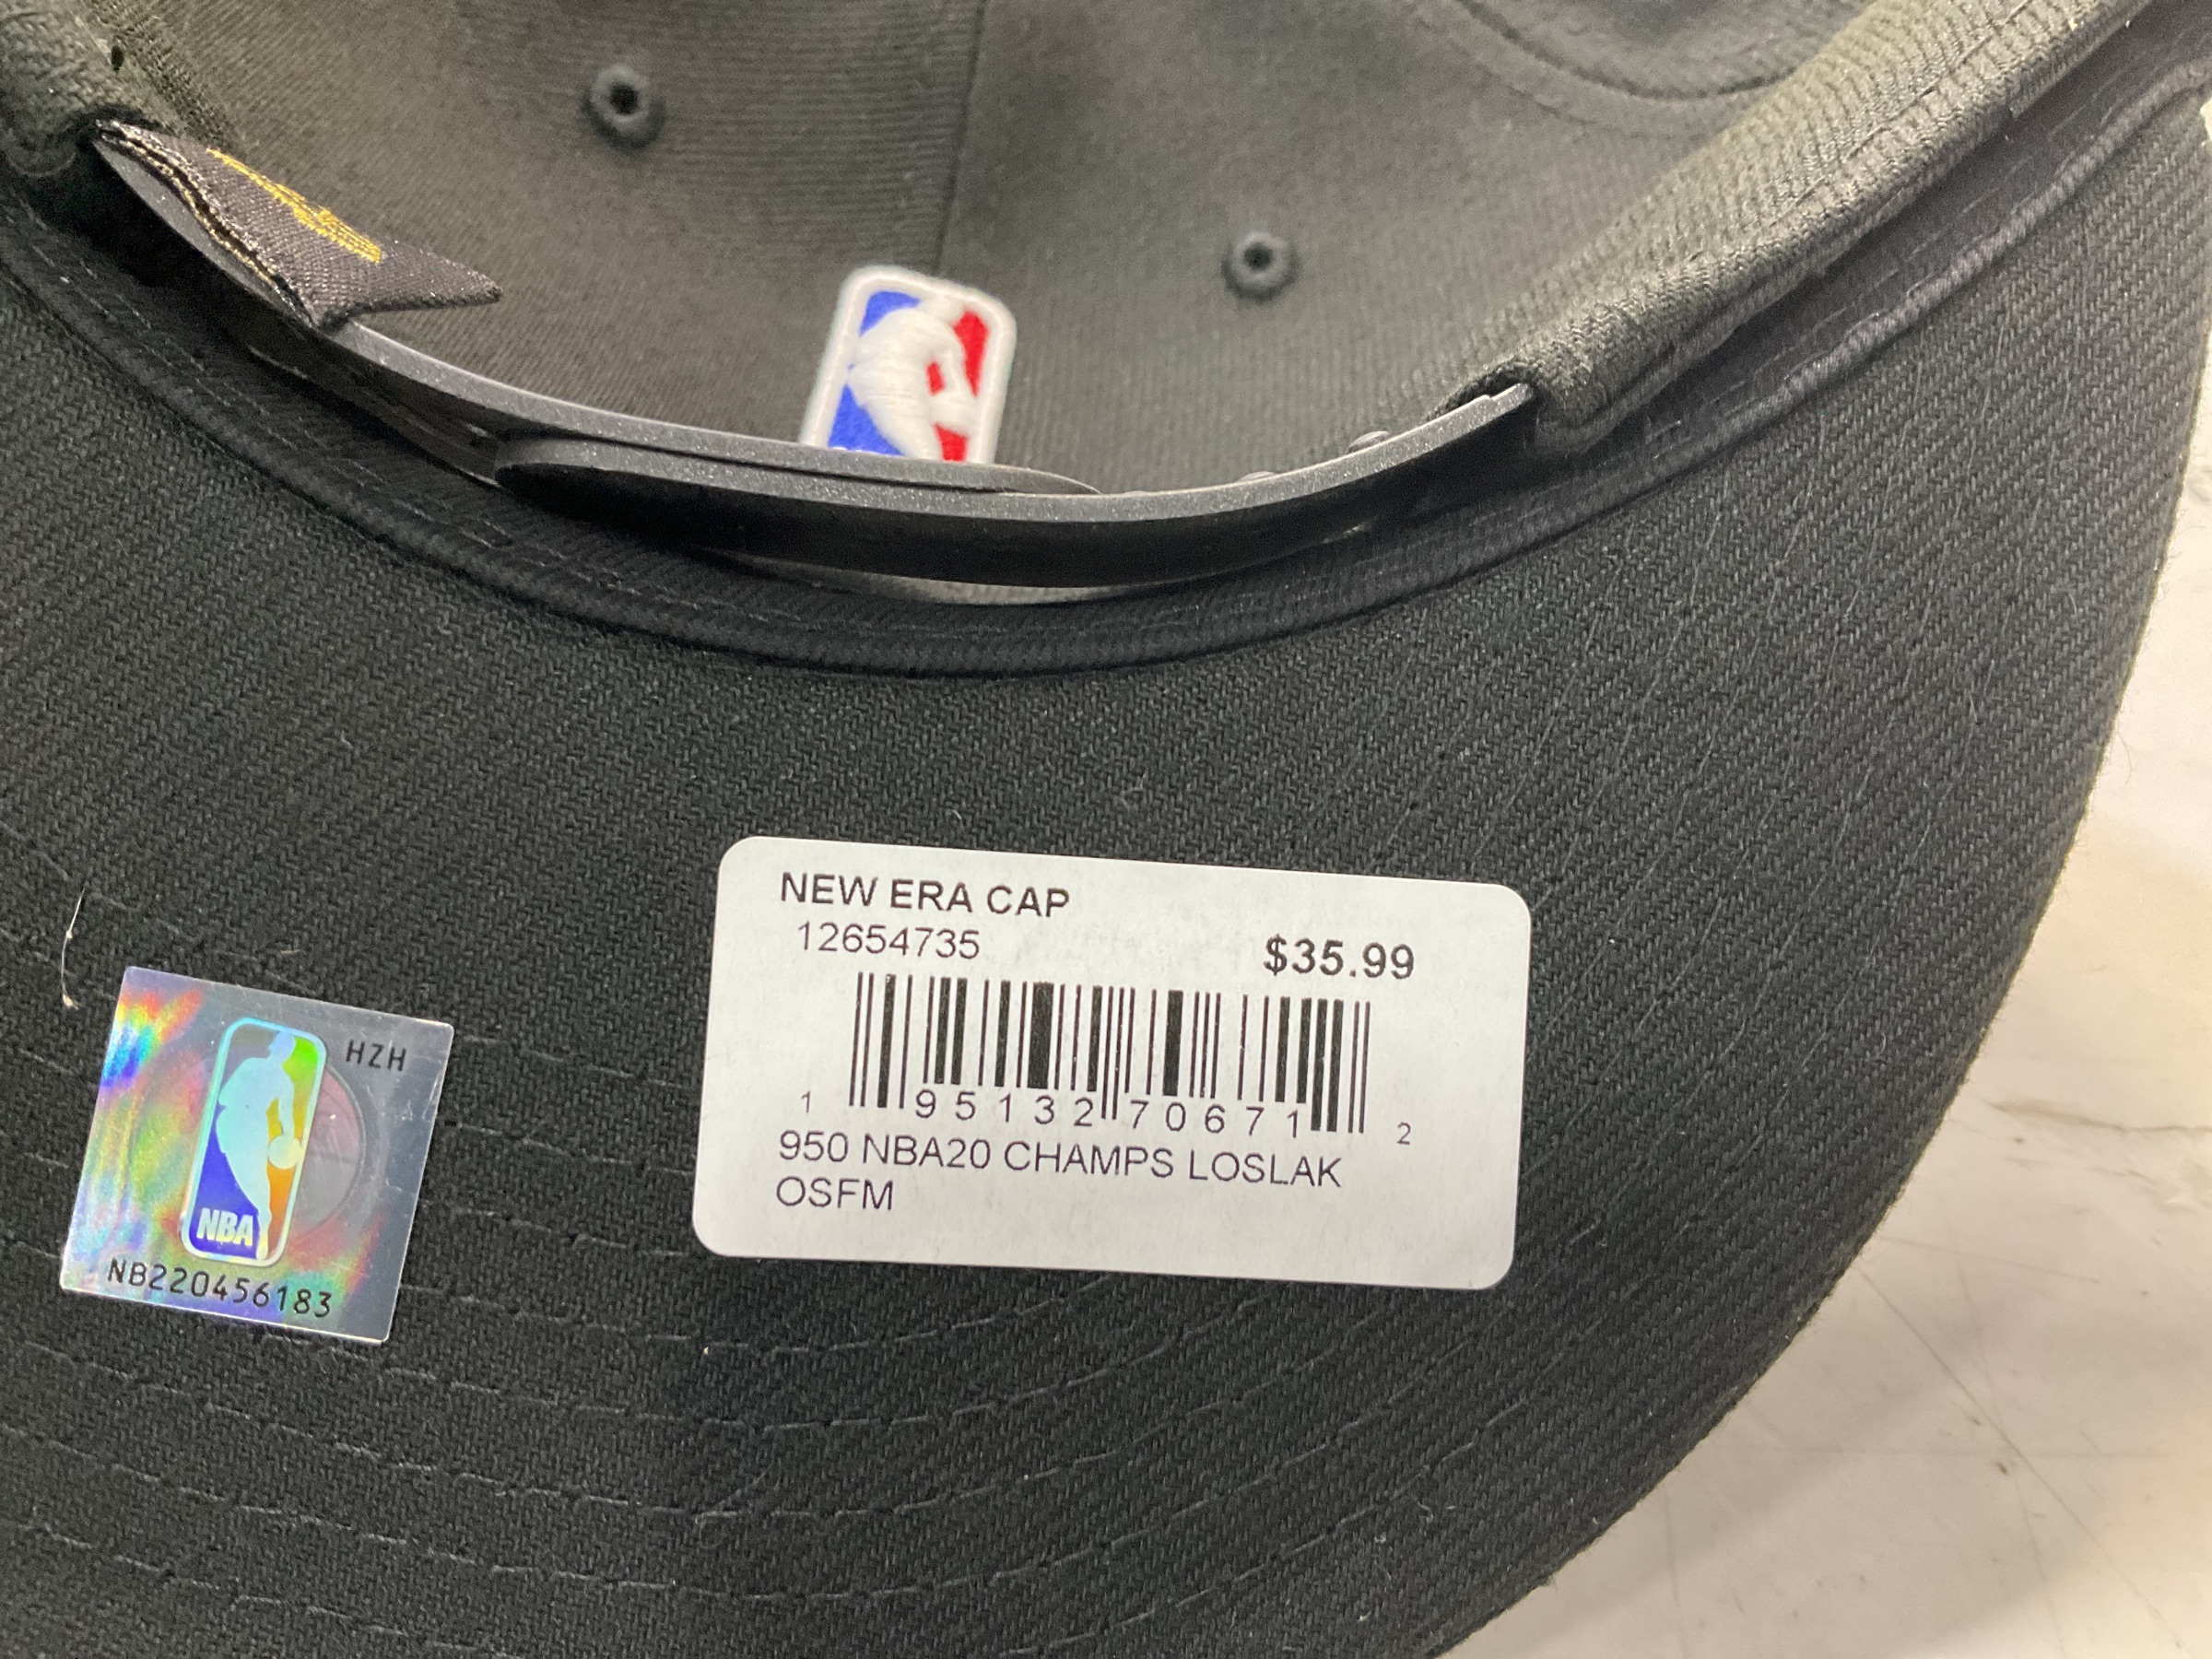 NEW ERA CAP
12654735
$35.99
1 95132 70671 2
950 NBA20 CHAMPS LOSLAK
OSFM
HZH
NBA
NB220456183